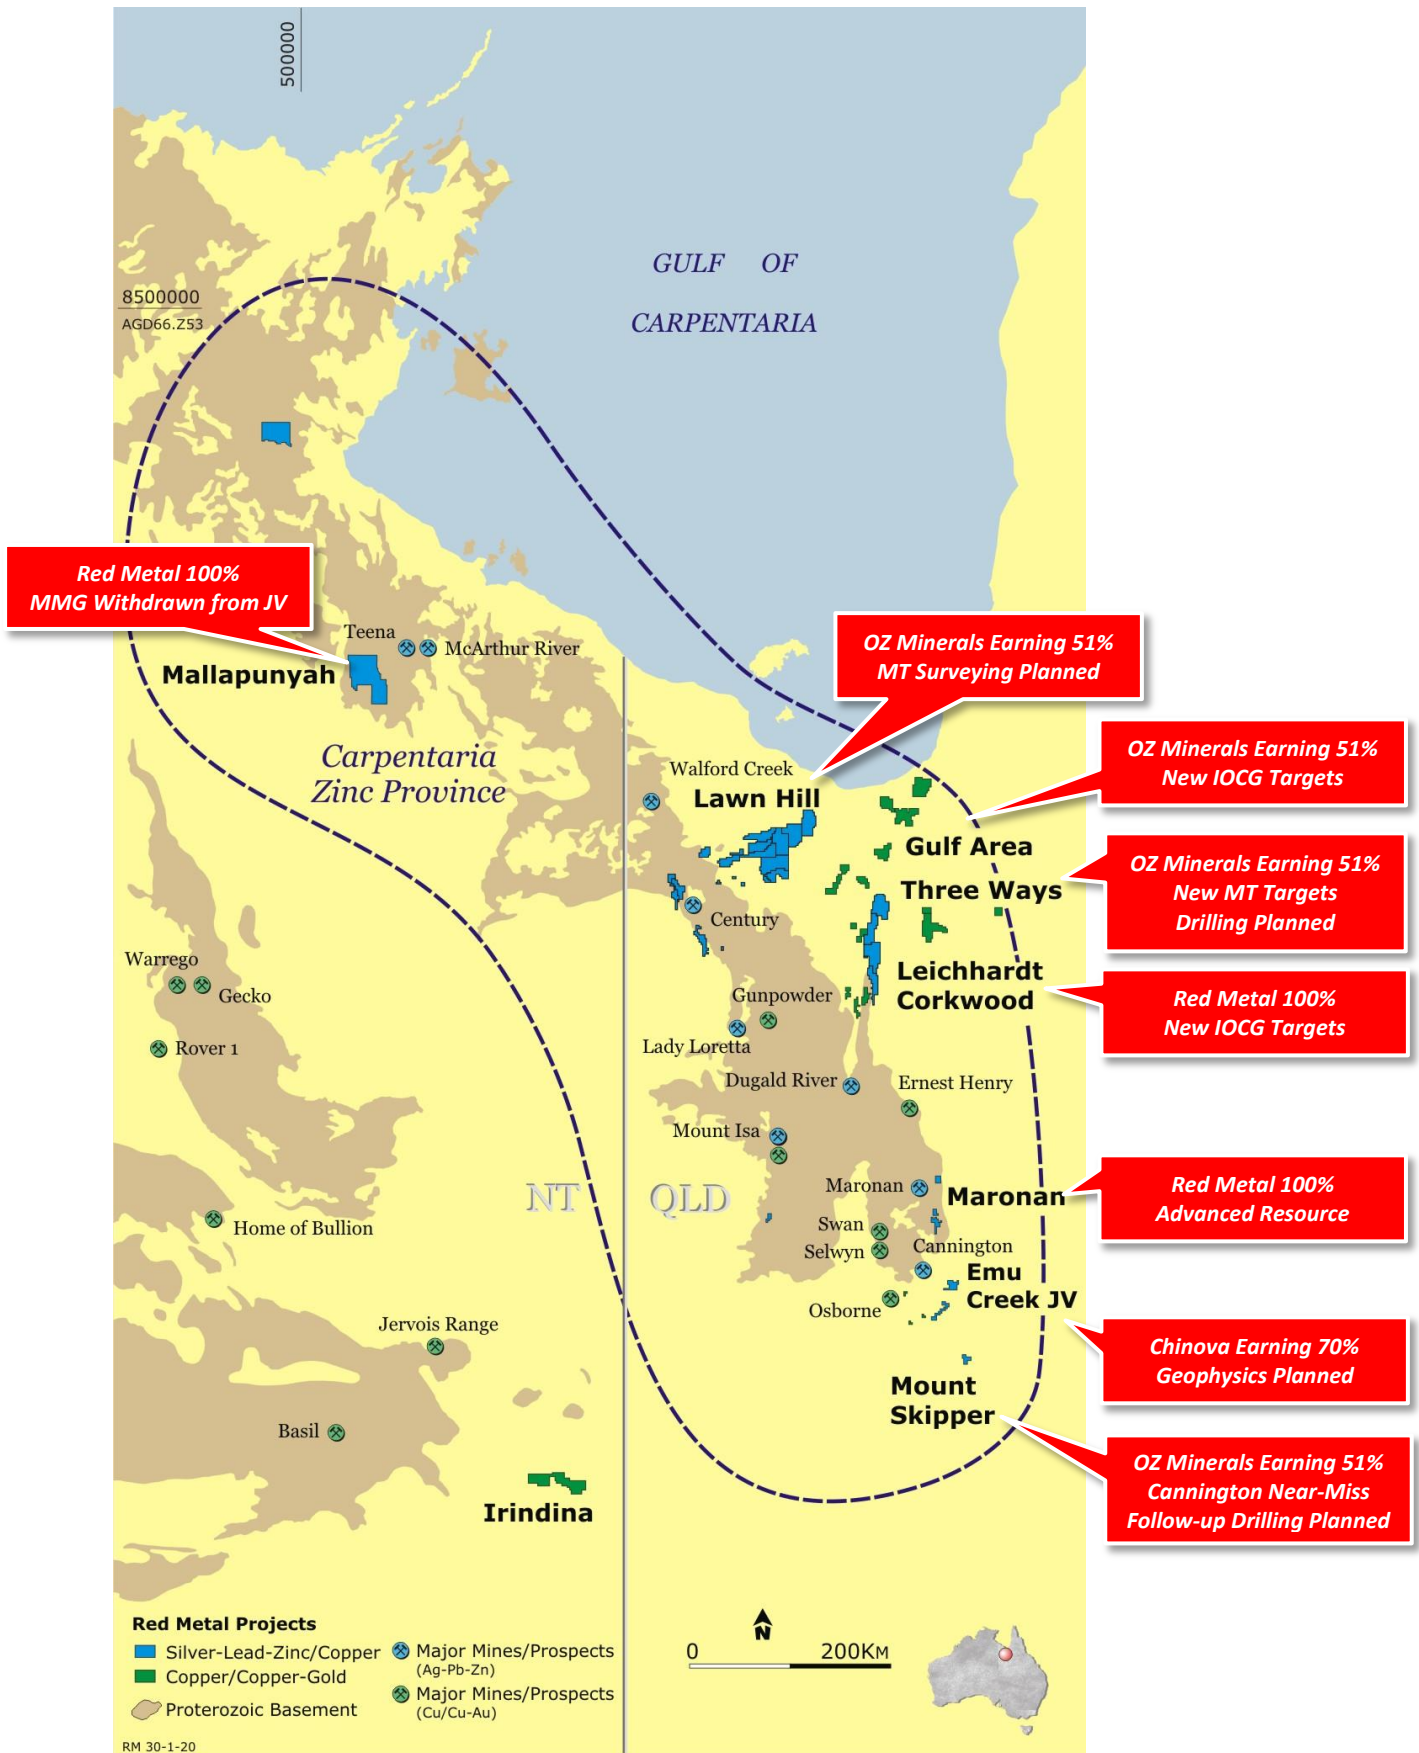 500000
GULF OF
CARPENTARIA
8500000
AGD66.Z53
Red Metal 100%
MMG Withdrawn from JV
Teena
McArthur River
Mallapunyah
OZ Minerals Earning 51%
MT Surveying Planned
Carpentaria
Zinc Province
Walford Creek
Lawn Hill
OZ Minerals Earning 51%
New IOCG Targets
Gulf Area
Three Ways
OZ Minerals Earning 51%
New MT Targets
Drilling Planned
Century
Warrego
Gecko
Leichhardt
Corkwood
Gunpowder
Red Metal 100%
New IOCG Targets
Rover 1
Lady Loretta
Dugald River
Ernest Henry
Mount Isa
NT
QLD
Maronan
Maronan
Red Metal 100%
Advanced Resource
Home of Bullion
Swan
Selwyn
Cannington
Emu
Creek JV
Osborne
Jervois Range
Chinova Earning 70%
Geophysics Planned
Mount
Skipper
Basil
OZ Minerals Earning 51%
Cannington Near-Miss
Follow-up Drilling Planned
Irindina
Red Metal Projects
Silver-Lead-Zinc/Copper
Copper/Copper-Gold
Proterozoic Basement
Major Mines/Prospects
(Ag-Pb-Zn)
Major Mines/Prospects
(Cu/Cu-Au)
N
0 200KM
RM 30-1-20